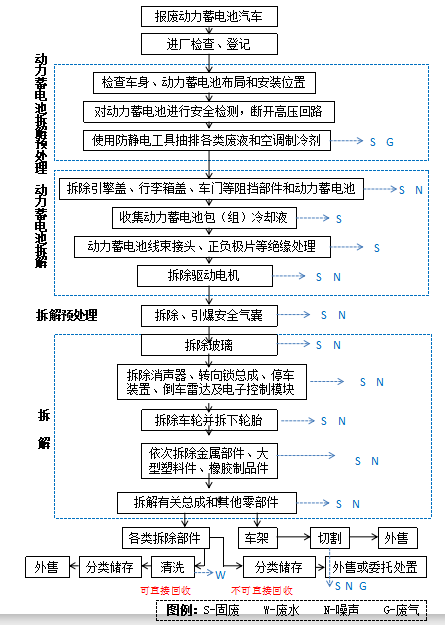 报废动力蓄电池汽车
进厂检查、登记
动力蓄电池拆解预处理
检查车身、动力蓄电池布局和安装位置
对动力蓄电池进行安全检测，断开高压回路
使用防静电工具抽排各类废液和空调制冷剂
S G
动力蓄电池拆解
拆除引擎盖、行李箱盖、车门等阻挡部件和动力蓄电池
S N
收集动力蓄电池包（组）冷却液
S
动力蓄电池线束接头、正负极片等绝缘处理
S
拆除驱动电机
S N
拆解预处理
拆除、引爆安全气囊
S N
拆解
拆除玻璃
S N
拆除消声器、转向锁总成、停车
装置、倒车雷达及电子控制模块
S N
拆除车轮并拆下轮胎
S N
依次拆除金属部件、大
型塑料件、橡胶制品件
S N
拆解有关总成和其他零部件
S N
各类拆除部件
车架
切割
外售
外售
分类储存
清洗
W
分类储存
外售或委托处置
S N G
可直接回收
不可直接回收
图例：S-固废 W-废水 N-噪声 G-废气